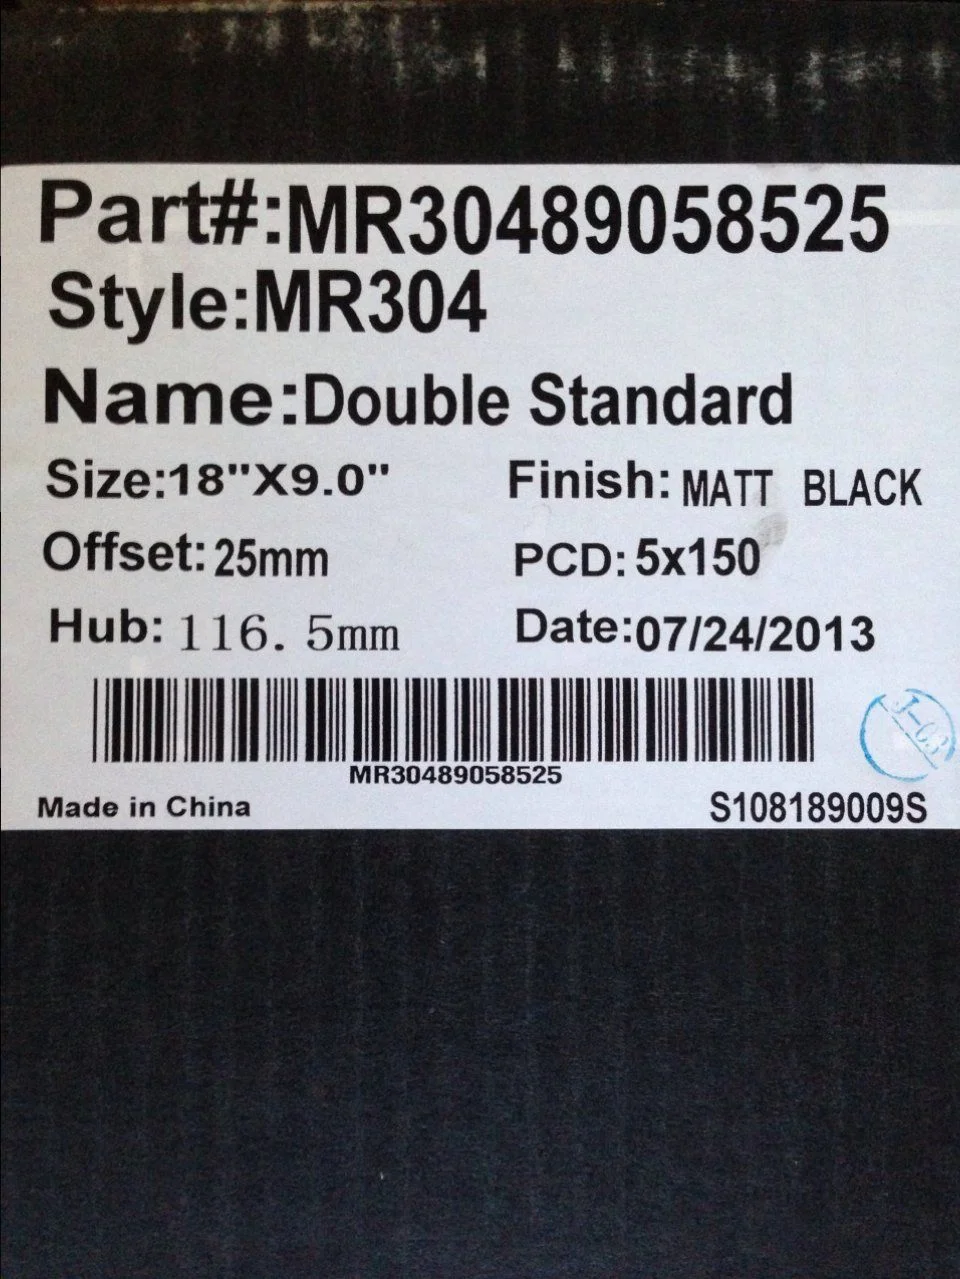 Part#:MR30489058525
Style:MR304
Name:Double Standard
Size:18"X9.0" Finish: MATT BLACK
Offset: 25mm PCD: 5x150
Hub: 116.5mm Date:07/24/2013
MR30489058525
Made in China S108189009S